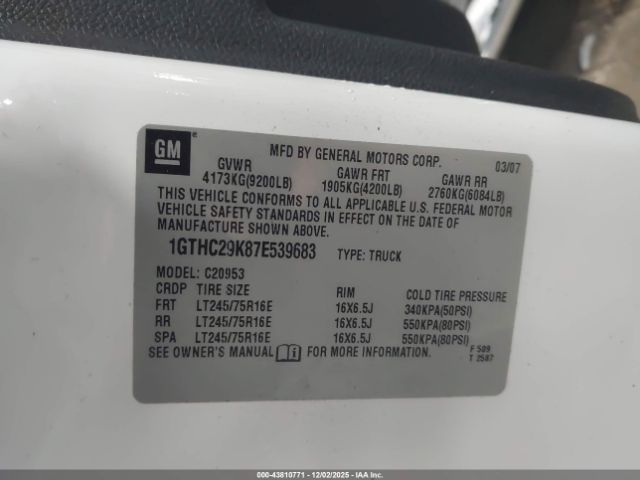 GM
MFD BY GENERAL MOTORS CORP. 03/07
GVWR GAWR FRT GAWR RR
4173KG(9200LB) 1905KG(4200LB) 2760KG(6084LB)
THIS VEHICLE CONFORMS TO ALL APPLICABLE U.S. FEDERAL MOTOR
VEHICLE SAFETY STANDARDS IN EFFECT ON THE DATE OF
MANUFACTURE SHOWN ABOVE.
1GTHC29K87E539683 TYPE: TRUCK
MODEL: C20953
CRDP TIRE SIZE RIM COLD TIRE PRESSURE
FRT LT245/75R16E 16X6.5J 340KPA(50PSI)
RR LT245/75R16E 16X6.5J 550KPA(80PSI)
SPA LT245/75R16E 16X6.5J 550KPA(80PSI)
SEE OWNER'S MANUAL FOR MORE INFORMATION. F 509
T 2587
000-43810771 - 12/02/2025 - IAA, Inc.